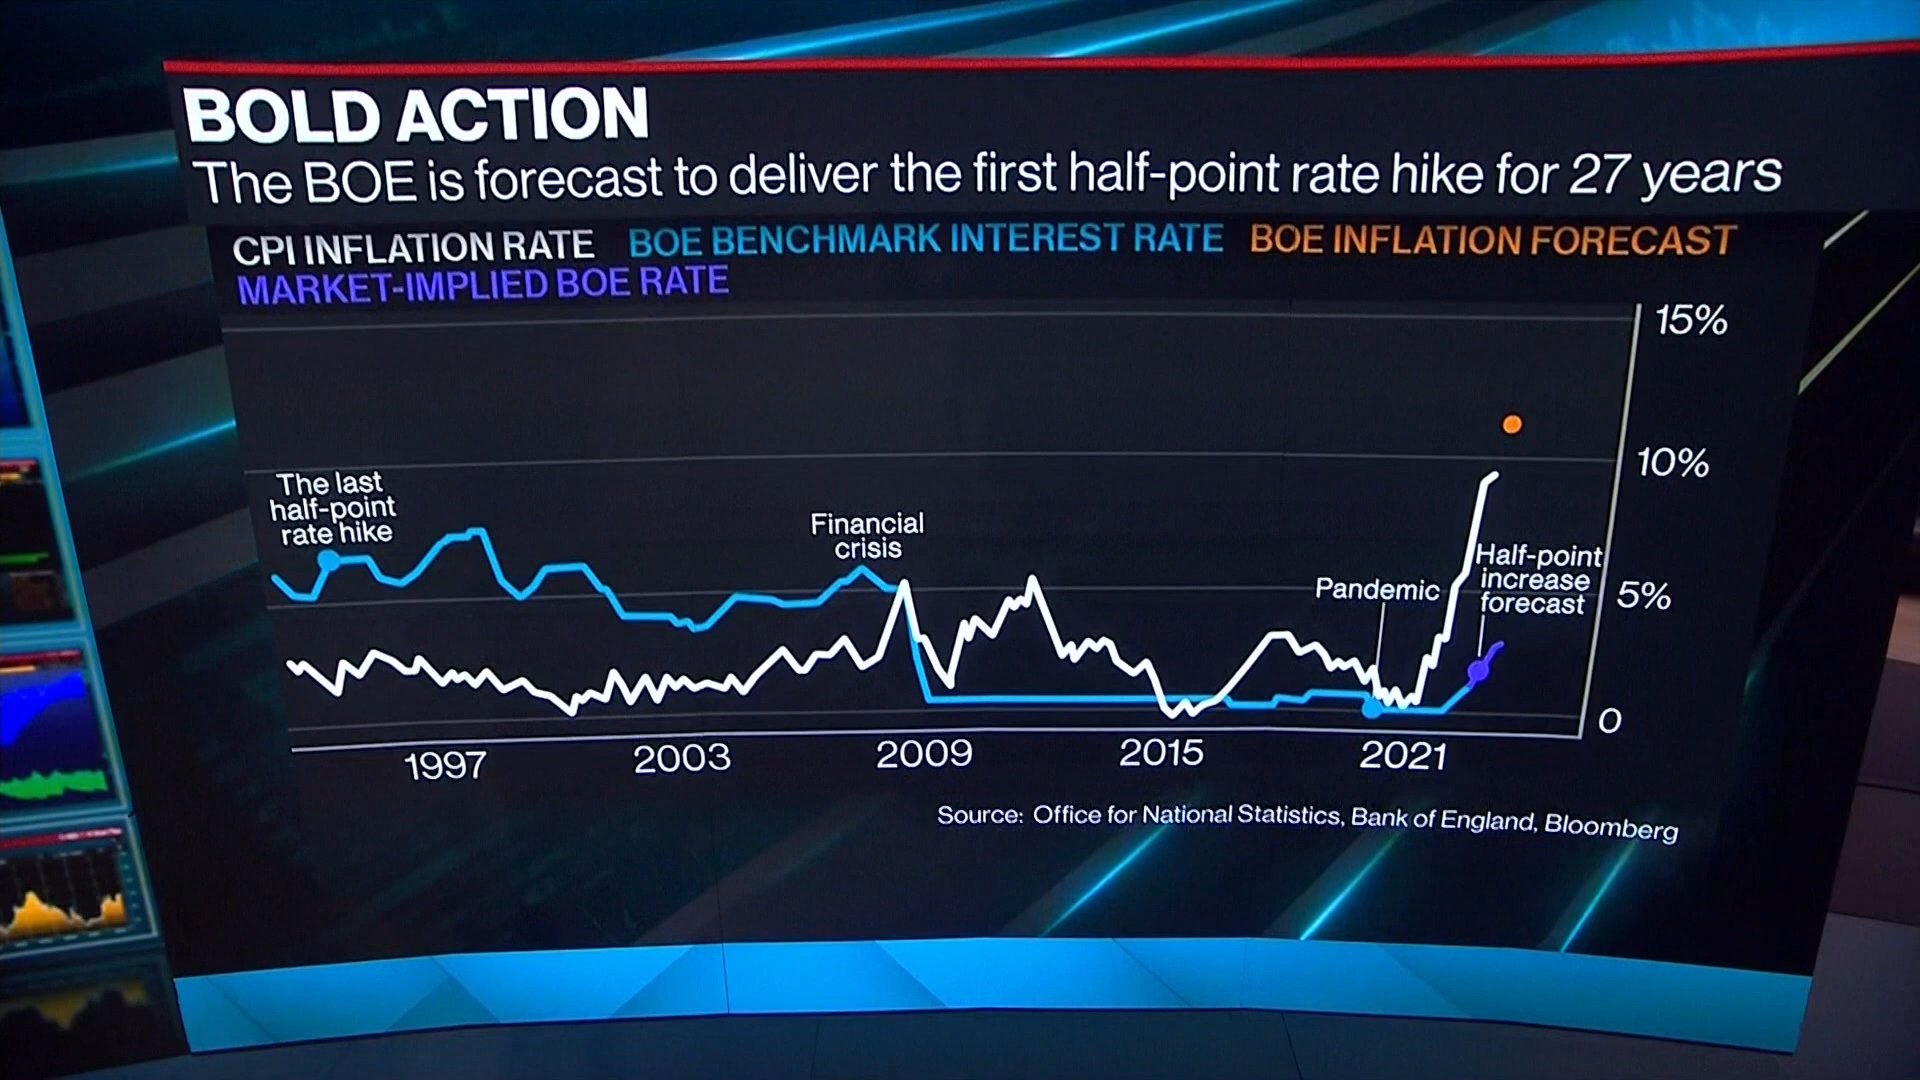 BOLD ACTION
The BOE is forecast to deliver the first half-point rate hike for 27 years
CPI INFLATION RATE BOE BENCHMARK INTEREST RATE BOE INFLATION FORECAST
MARKET-IMPLIED BOE RATE
15%
10%
5%
0
The last
half-point
rate hike
Financial
crisis
Pandemic
Half-point
increase
forecast
1997 2003 2009 2015 2021
Source: Office for National Statistics, Bank of England, Bloomberg